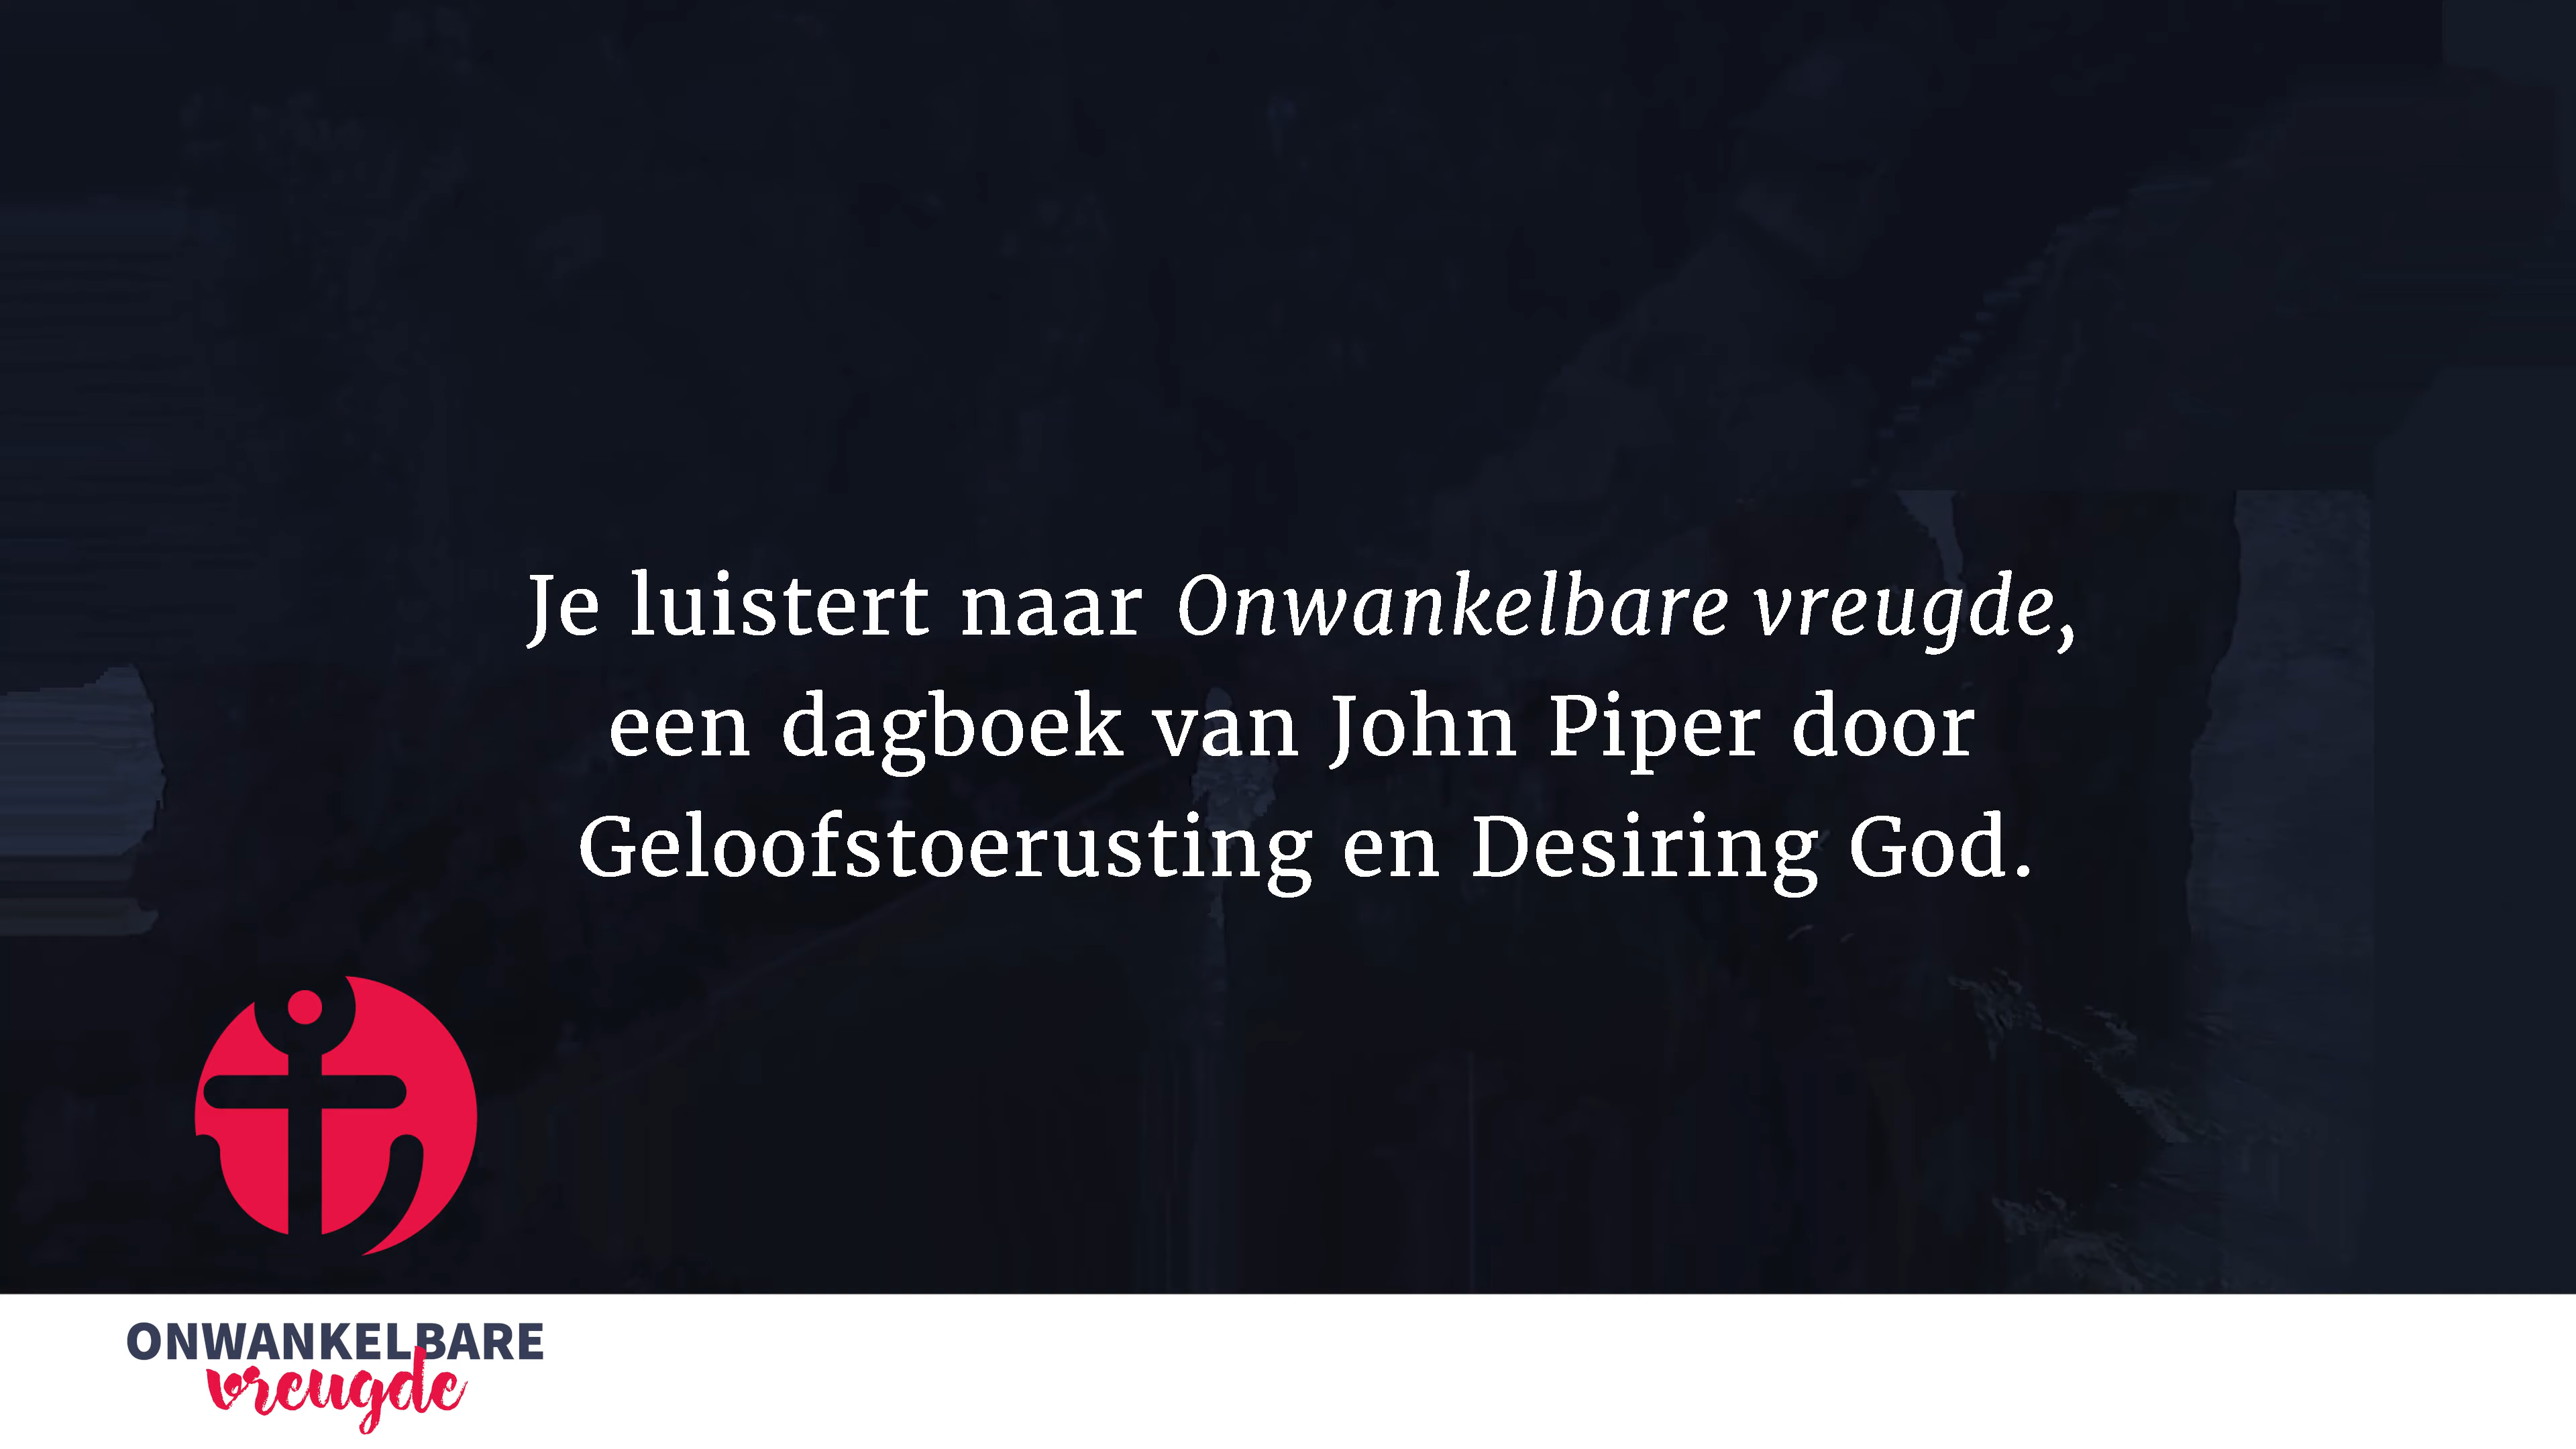 Je luistert naar Onwankelbare vreugde,
een dagboek van John Piper door
Geloofstoerusting en Desiring God.
ONWANKELBARE
vreugde